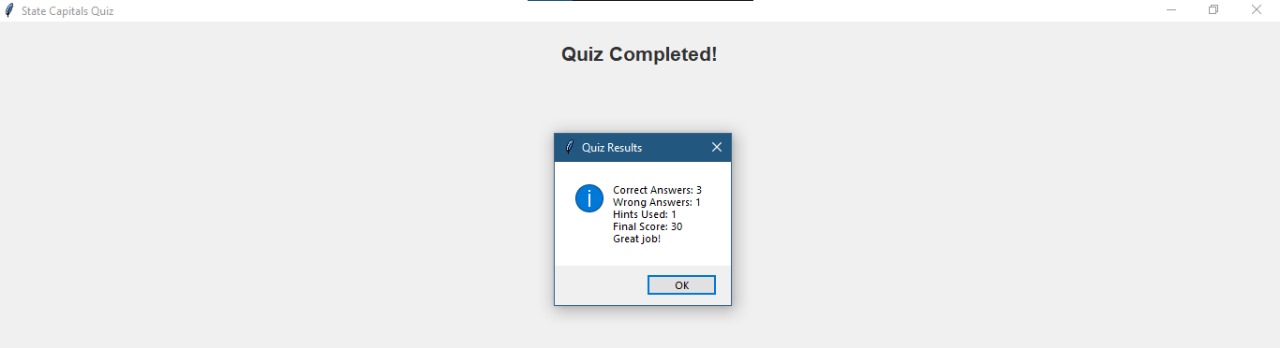 State Capitals Quiz
Quiz Completed!
Quiz Results
Correct Answers: 3
Wrong Answers: 1
Hints Used: 1
Final Score: 30
Great job!
OK